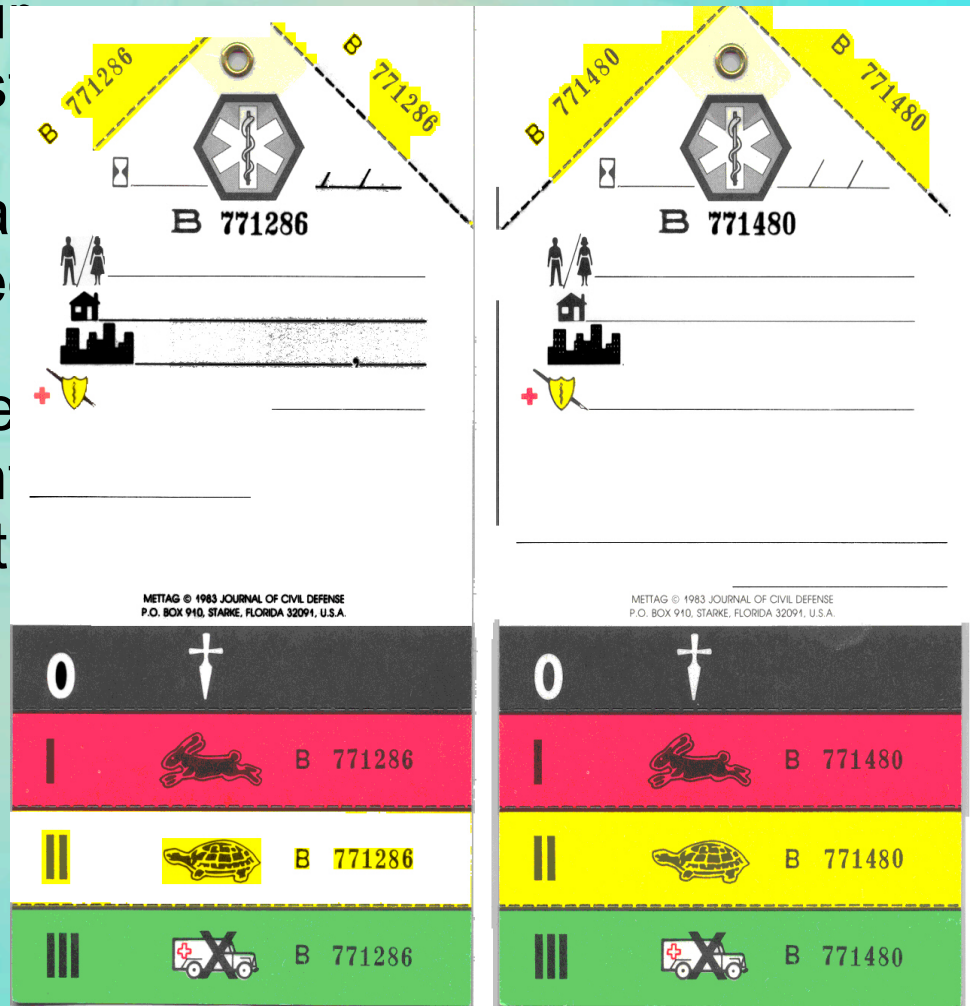 B 771286
B 771286
B 771286
METTAG © 1983 JOURNAL OF CIVIL DEFENSE
P.O. BOX 910, STARKE, FLORIDA 32091, U.S.A.
0
I B 771286
II B 771286
III X B 771286
B 771480
B 771480
B 771480
METTAG © 1983 JOURNAL OF CIVIL DEFENSE
P.O. BOX 910, STARKE, FLORIDA 32091, U.S.A.
0
I B 771480
II B 771480
III X B 771480